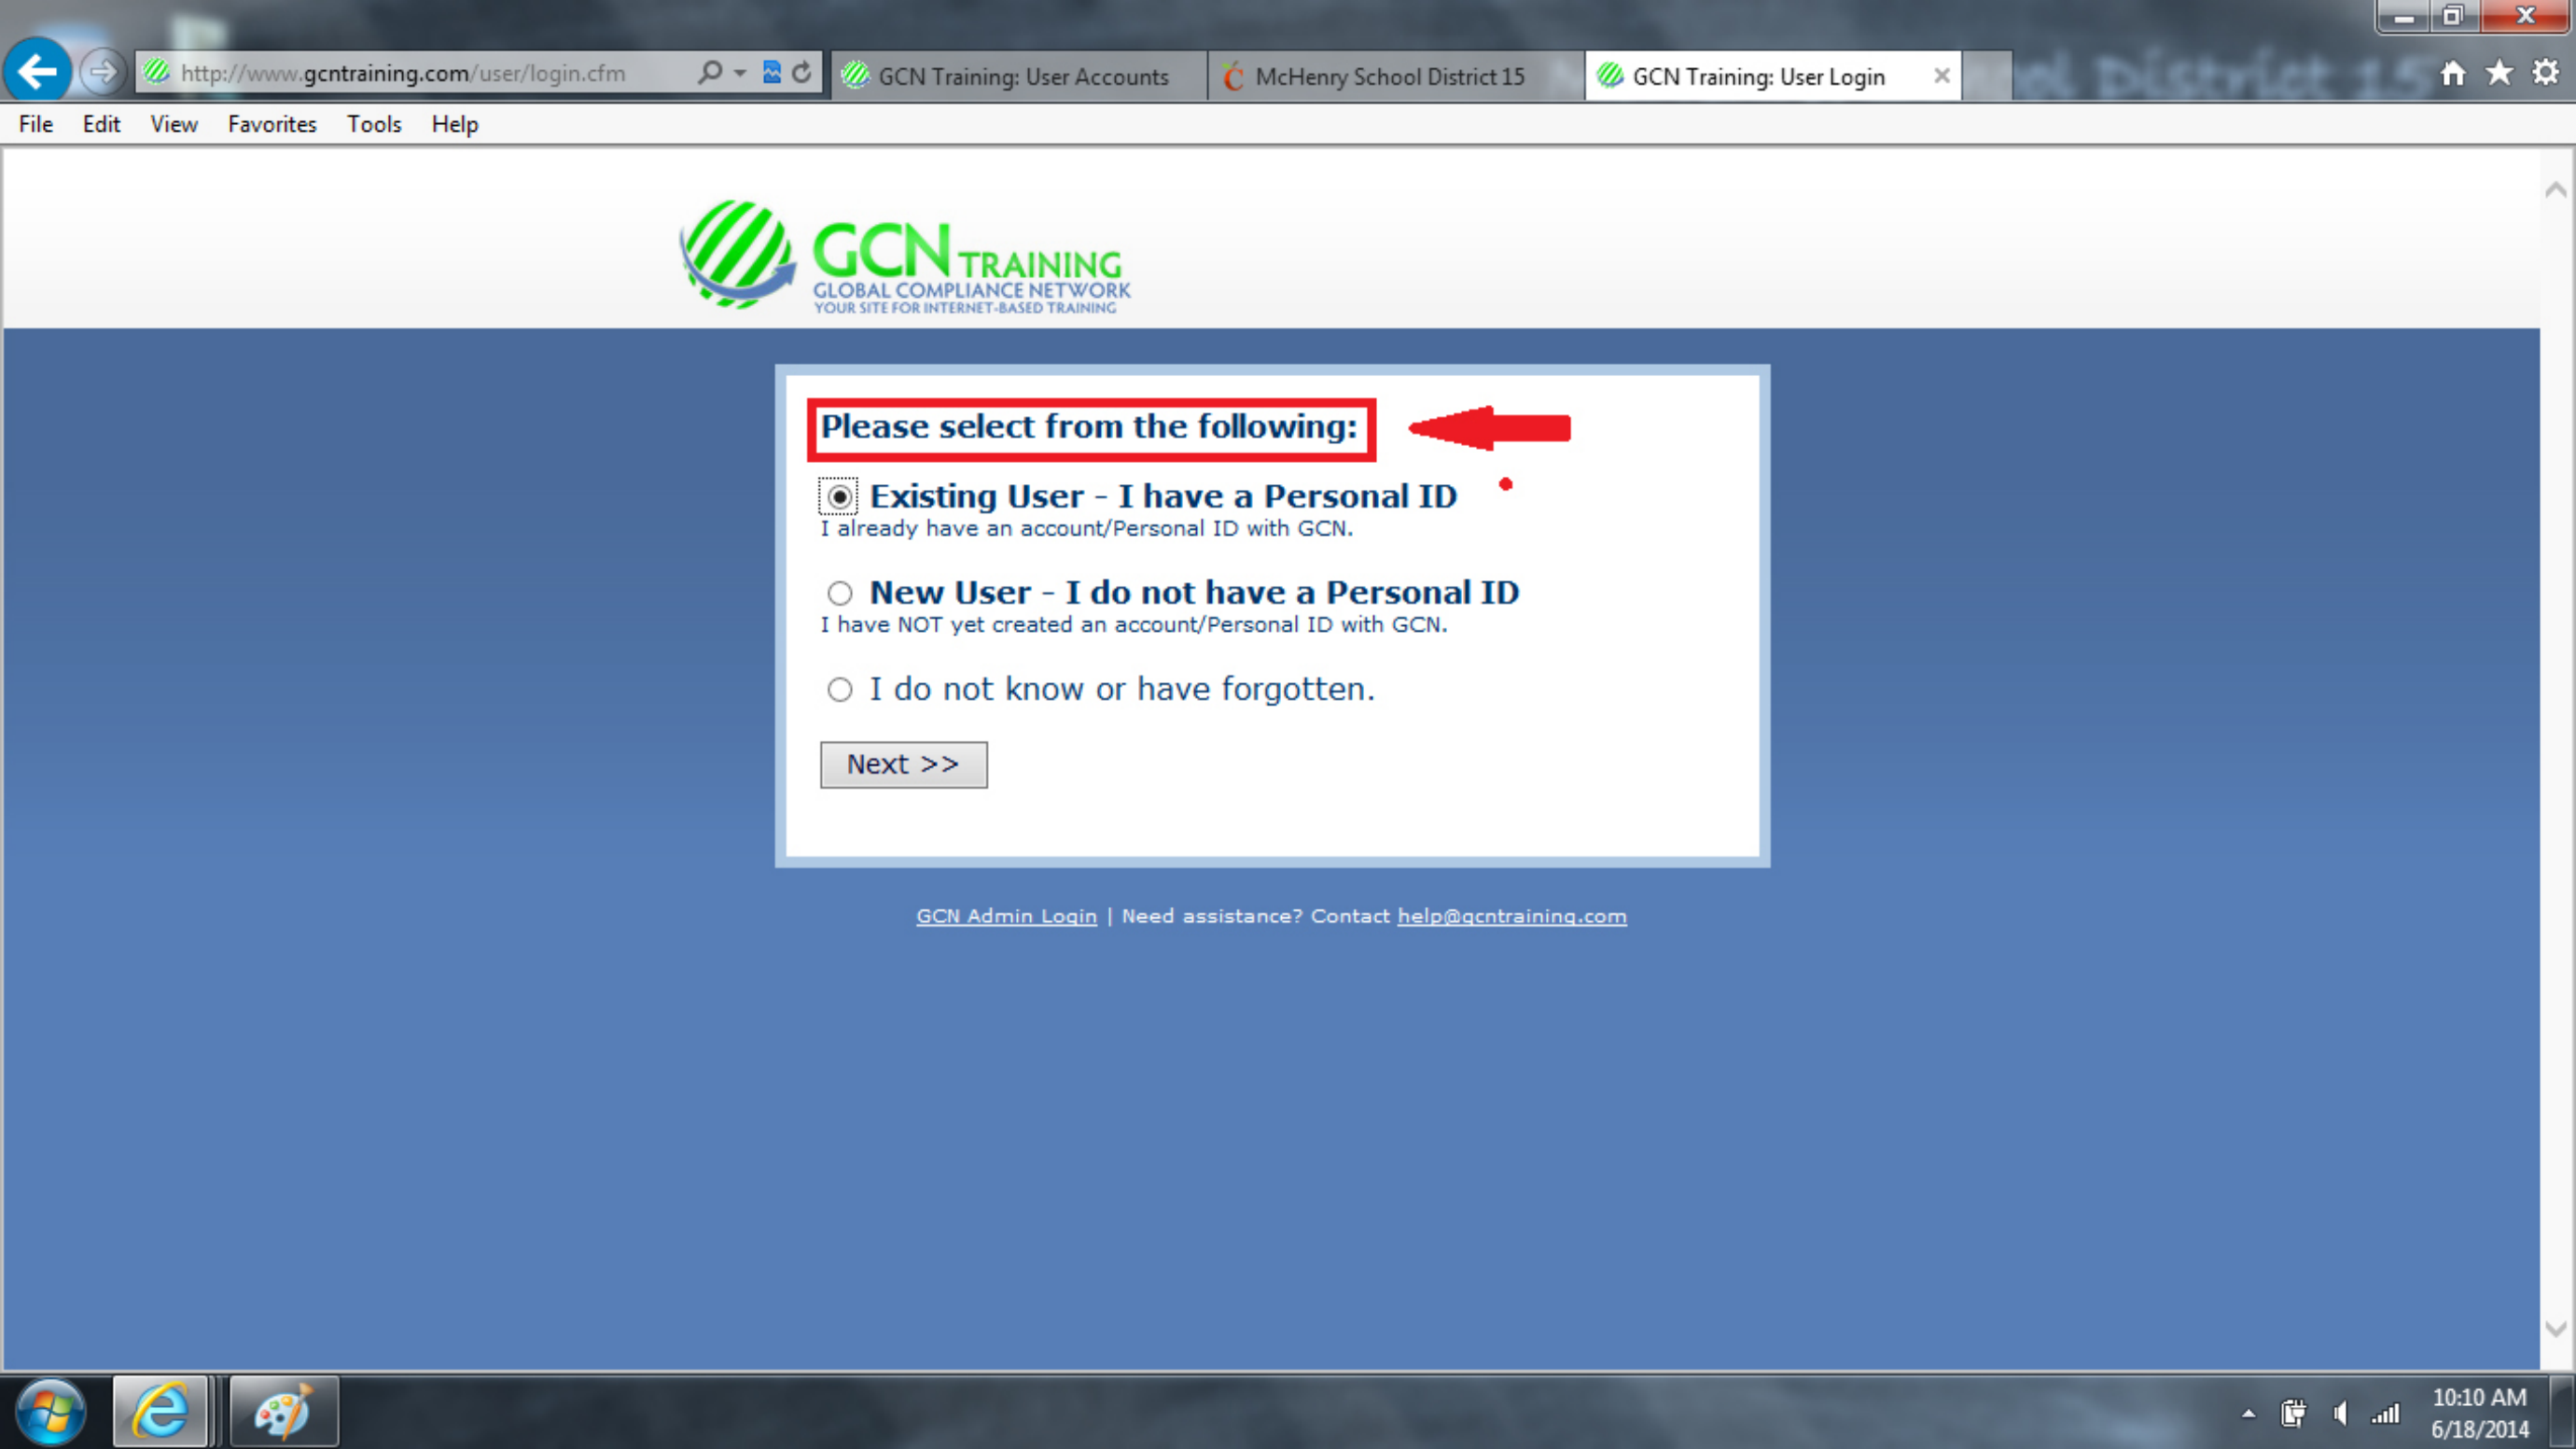 http://www.gcntraining.com/user/login.cfm
GCN Training: User Accounts
McHenry School District 15
GCN Training: User Login
ool District 15
File Edit View Favorites Tools Help
GCN TRAINING
GLOBAL COMPLIANCE NETWORK
YOUR SITE FOR INTERNET-BASED TRAINING
Please select from the following:
Existing User - I have a Personal ID
I already have an account/Personal ID with GCN.
New User - I do not have a Personal ID
I have NOT yet created an account/Personal ID with GCN.
I do not know or have forgotten.
Next >>
GCN Admin Login | Need assistance? Contact help@gcntraining.com
10:10 AM
6/18/2014